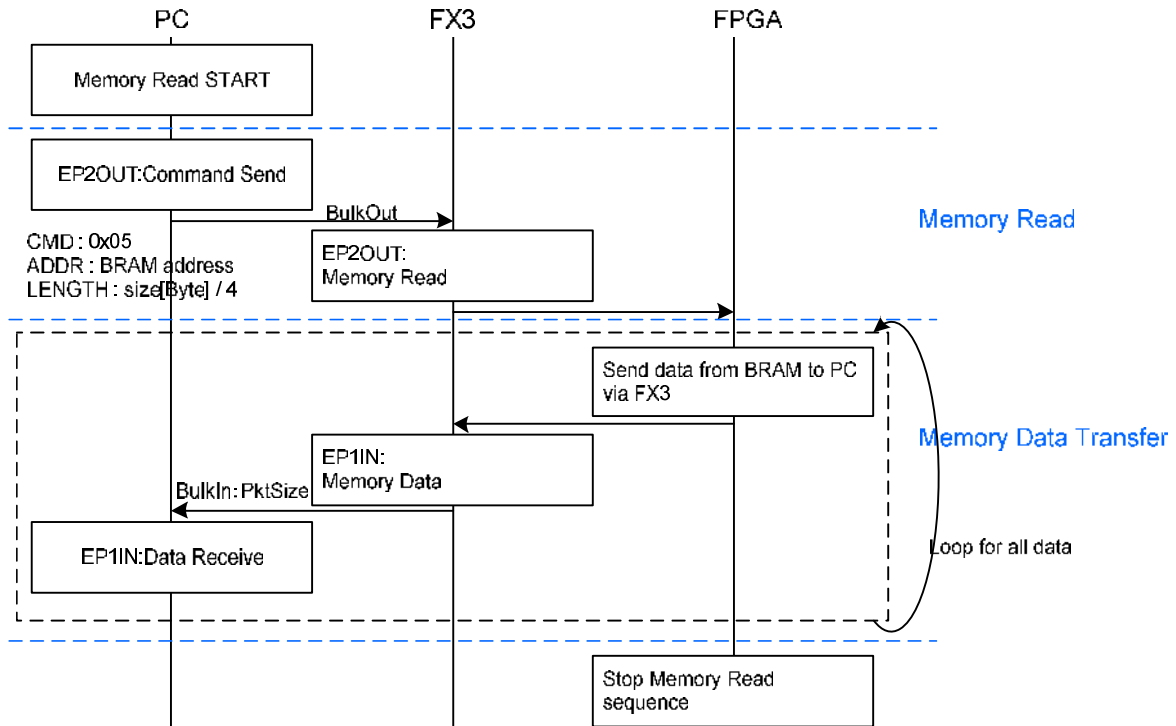 PC
FX3
FPGA
Memory Read START
EP2OUT:Command Send
BulkOut
Memory Read
CMD : 0x05
ADDR : BRAM address
LENGTH : size[Byte] / 4
EP2OUT:
Memory Read
Send data from BRAM to PC
via FX3
Memory Data Transfer
EP1IN:
Memory Data
BulkIn:PktSize
EP1IN:Data Receive
Loop for all data
Stop Memory Read
sequence